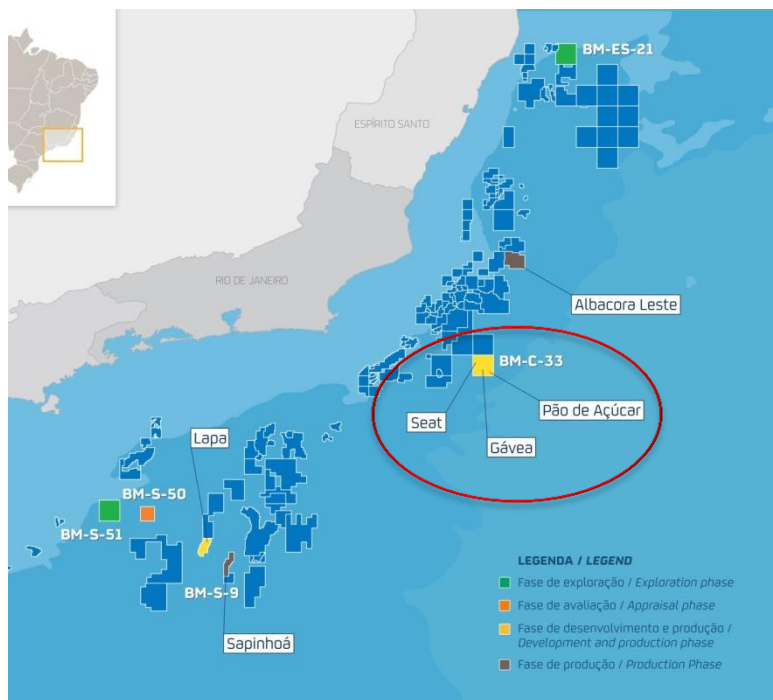 BM-ES-21
ESPÍRITO SANTO
RIO DE JANEIRO
Albacora Leste
BM-C-33
Pão de Açúcar
Seat
Gávea
Lapa
BM-S-50
BM-S-51
BM-S-9
Sapinhoá
LEGENDA / LEGEND
Fase de exploração / Exploration phase
Fase de avaliação / Appraisal phase
Fase de desenvolvimento e produção /
Development and production phase
Fase de produção / Production Phase